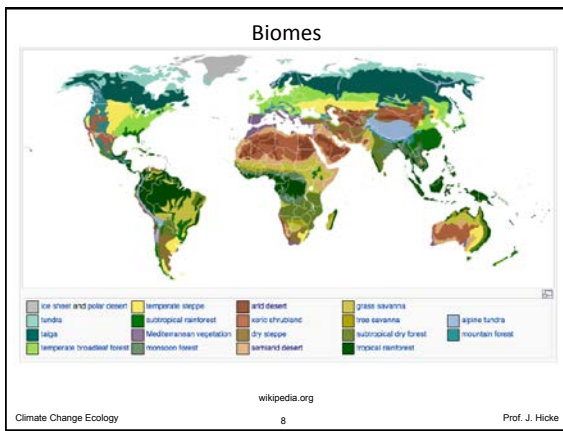 Biomes
ice sheet and polar desert
tundra
taiga
temperate broadleaf forest
temperate steppe
subtropical rainforest
Mediterranean vegetation
monsoon forest
arid desert
xeric shrubland
dry steppe
semiarid desert
grass savanna
tree savanna
subtropical dry forest
tropical rainforest
alpine tundra
mountain forest
wikipedia.org
Climate Change Ecology
8
Prof. J. Hicke